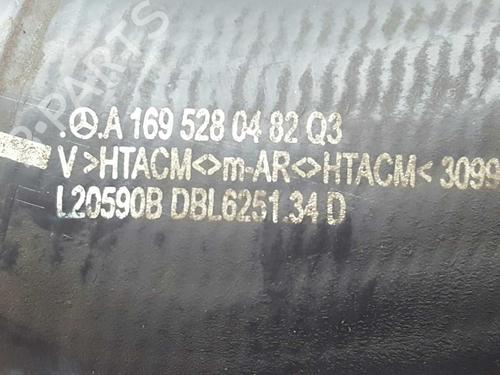 .A 169 528 04 82 Q3
V >HTACM<>m-AR<>HTACM< 3099
L20590B DBL6251.34 D